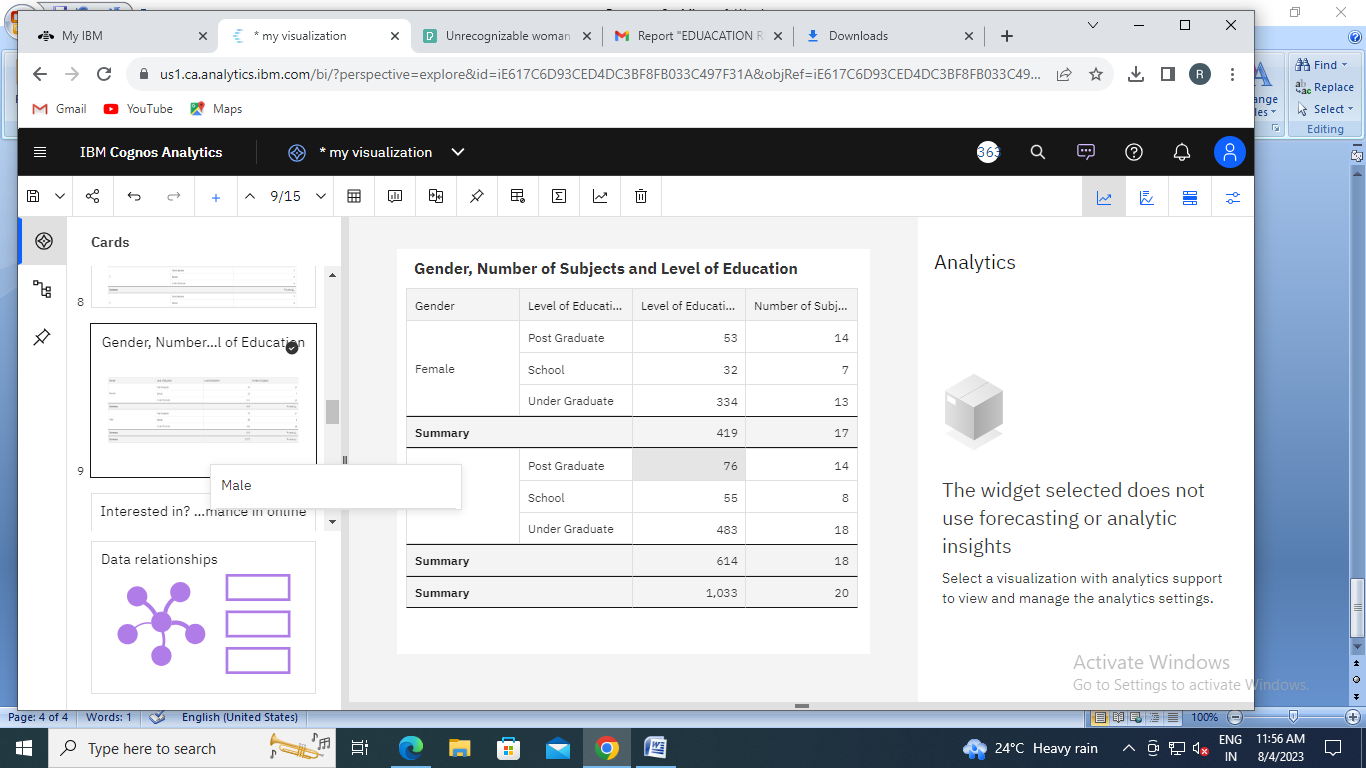 My IBM
* my visualization
Unrecognizable woman
Report "EDUACATION R
Downloads
us1.ca.analytics.ibm.com/bi/?perspective=explore&id=iE617C6D93CED4DC3BF8FB033C497F31A&objRef=iE617C6D93CED4DC3BF8FB033C49...
R
Gmail YouTube Maps
Find
Replace
Select
Editing
IBM Cognos Analytics * my visualization
363
9/15
Cards
8
Gender, Number...l of Education
9
Male
Interested in? ...mance in online
Data relationships
Gender, Number of Subjects and Level of Education
Gender Level of Educati... Level of Educati... Number of Subj...
Female
Post Graduate 53 14
School 32 7
Under Graduate 334 13
Summary 419 17
Post Graduate 76 14
School 55 8
Under Graduate 483 18
Summary 614 18
Summary 1,033 20
Analytics
The widget selected does not
use forecasting or analytic
insights
Select a visualization with analytics support
to view and manage the analytics settings.
Activate Windows
Go to Settings to activate Windows.
Page: 4 of 4 Words: 1 English (United States) 100%
Type here to search
24°C Heavy rain
ENG
IN
11:56 AM
8/4/2023